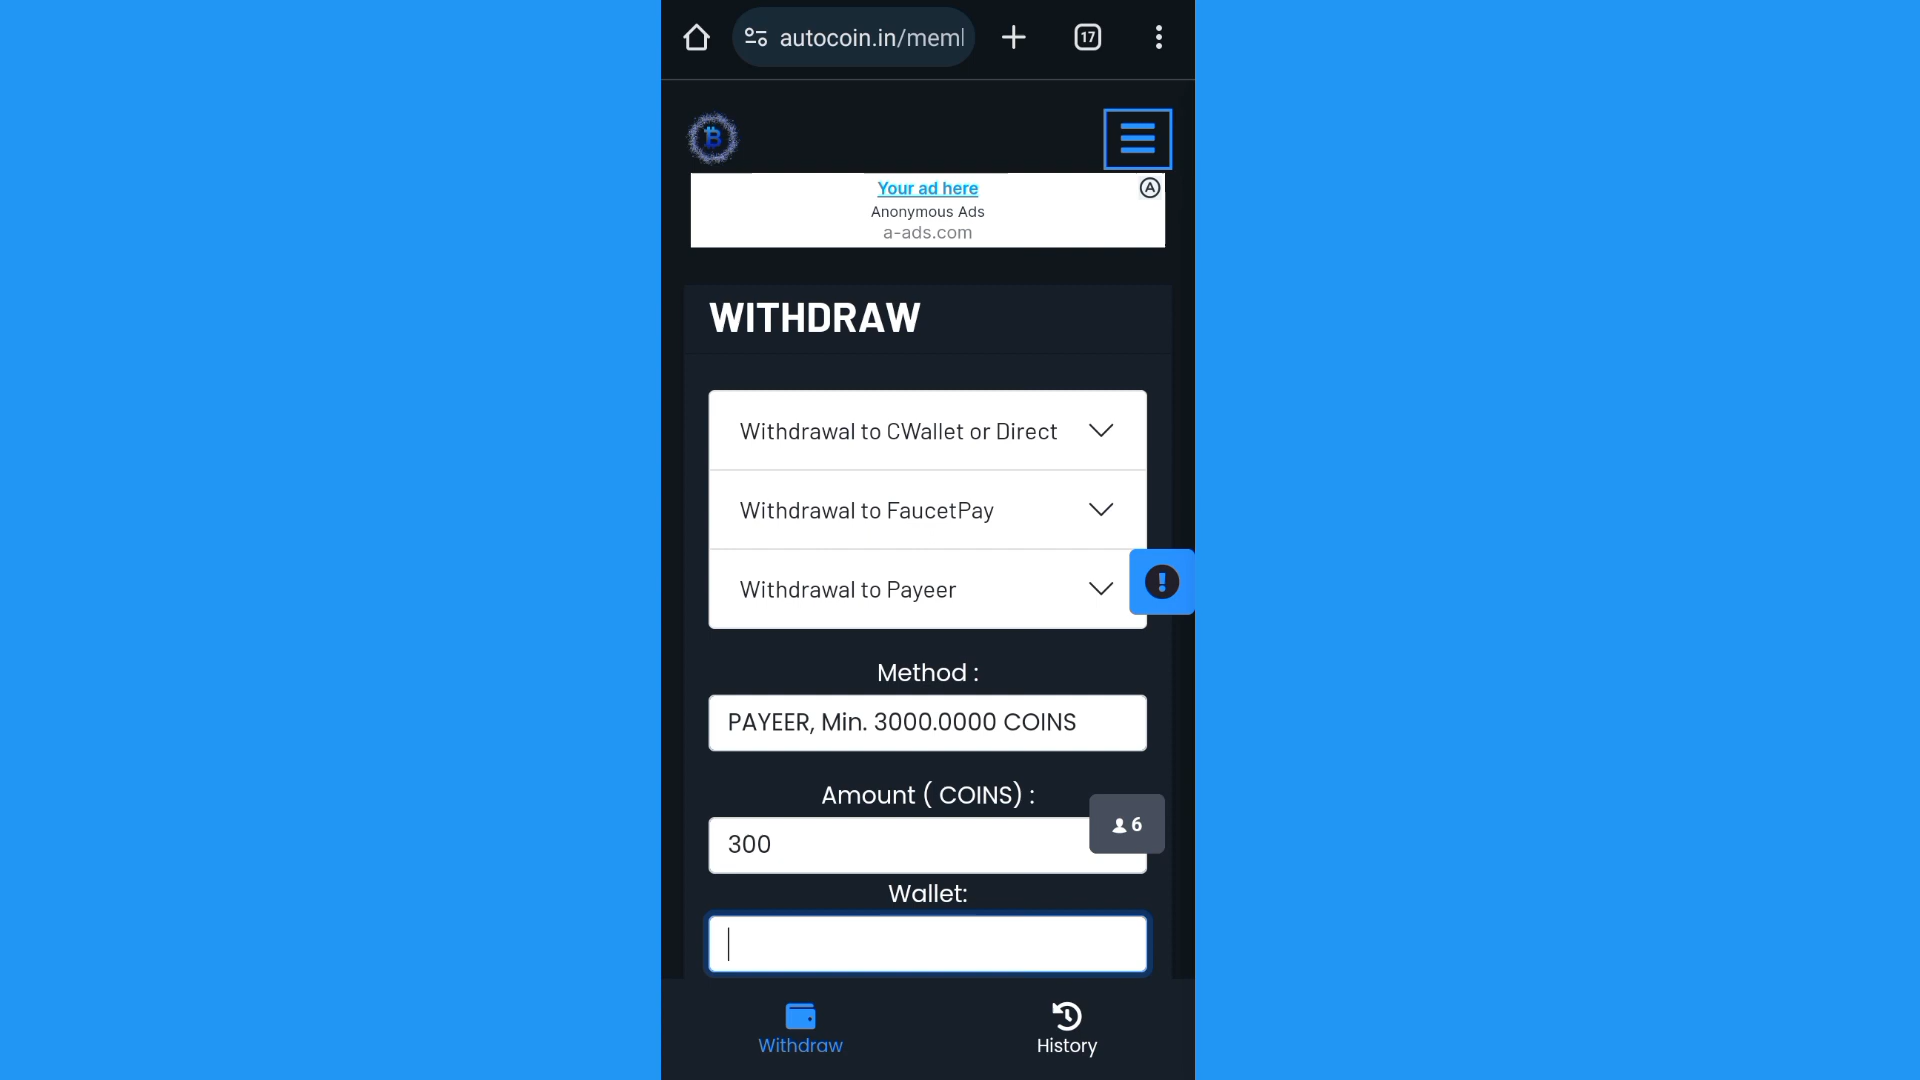 autocoin.in/meml
17
Your ad here
Anonymous Ads
a-ads.com
WITHDRAW
Withdrawal to CWallet or Direct
Withdrawal to FaucetPay
Withdrawal to Payeer
Method :
PAYEER, Min. 3000.0000 COINS
Amount ( COINS) :
300
6
Wallet:
Withdraw
History